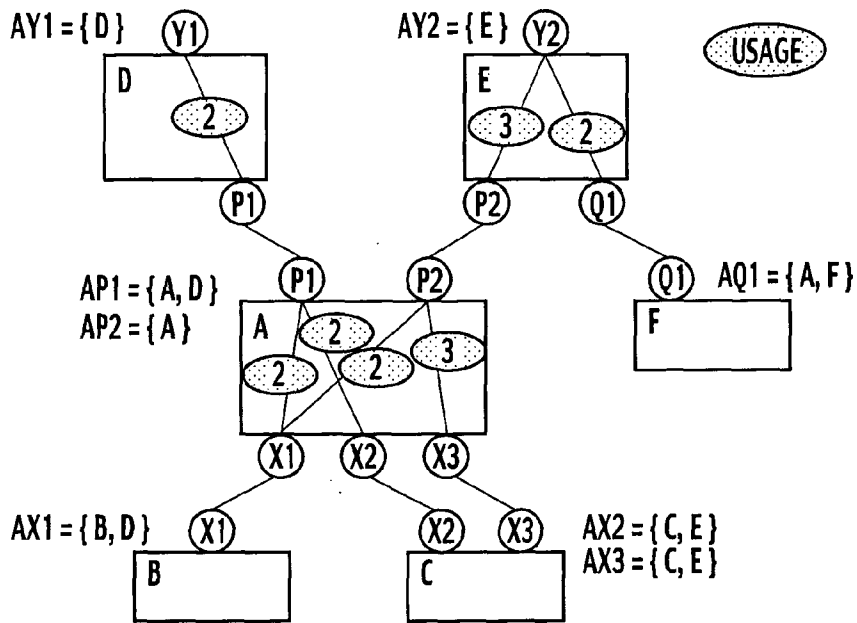 AY1 = { D }
Y1
AY2 = { E }
Y2
USAGE
D
E
2
3
2
P1
P2
Q1
P1
P2
Q1
AQ1 = { A, F }
AP1 = { A, D }
AP2 = { A }
A
F
2
2
2
3
X1
X2
X3
AX1 = { B, D }
X1
X2
X3
AX2 = { C, E }
AX3 = { C, E }
B
C